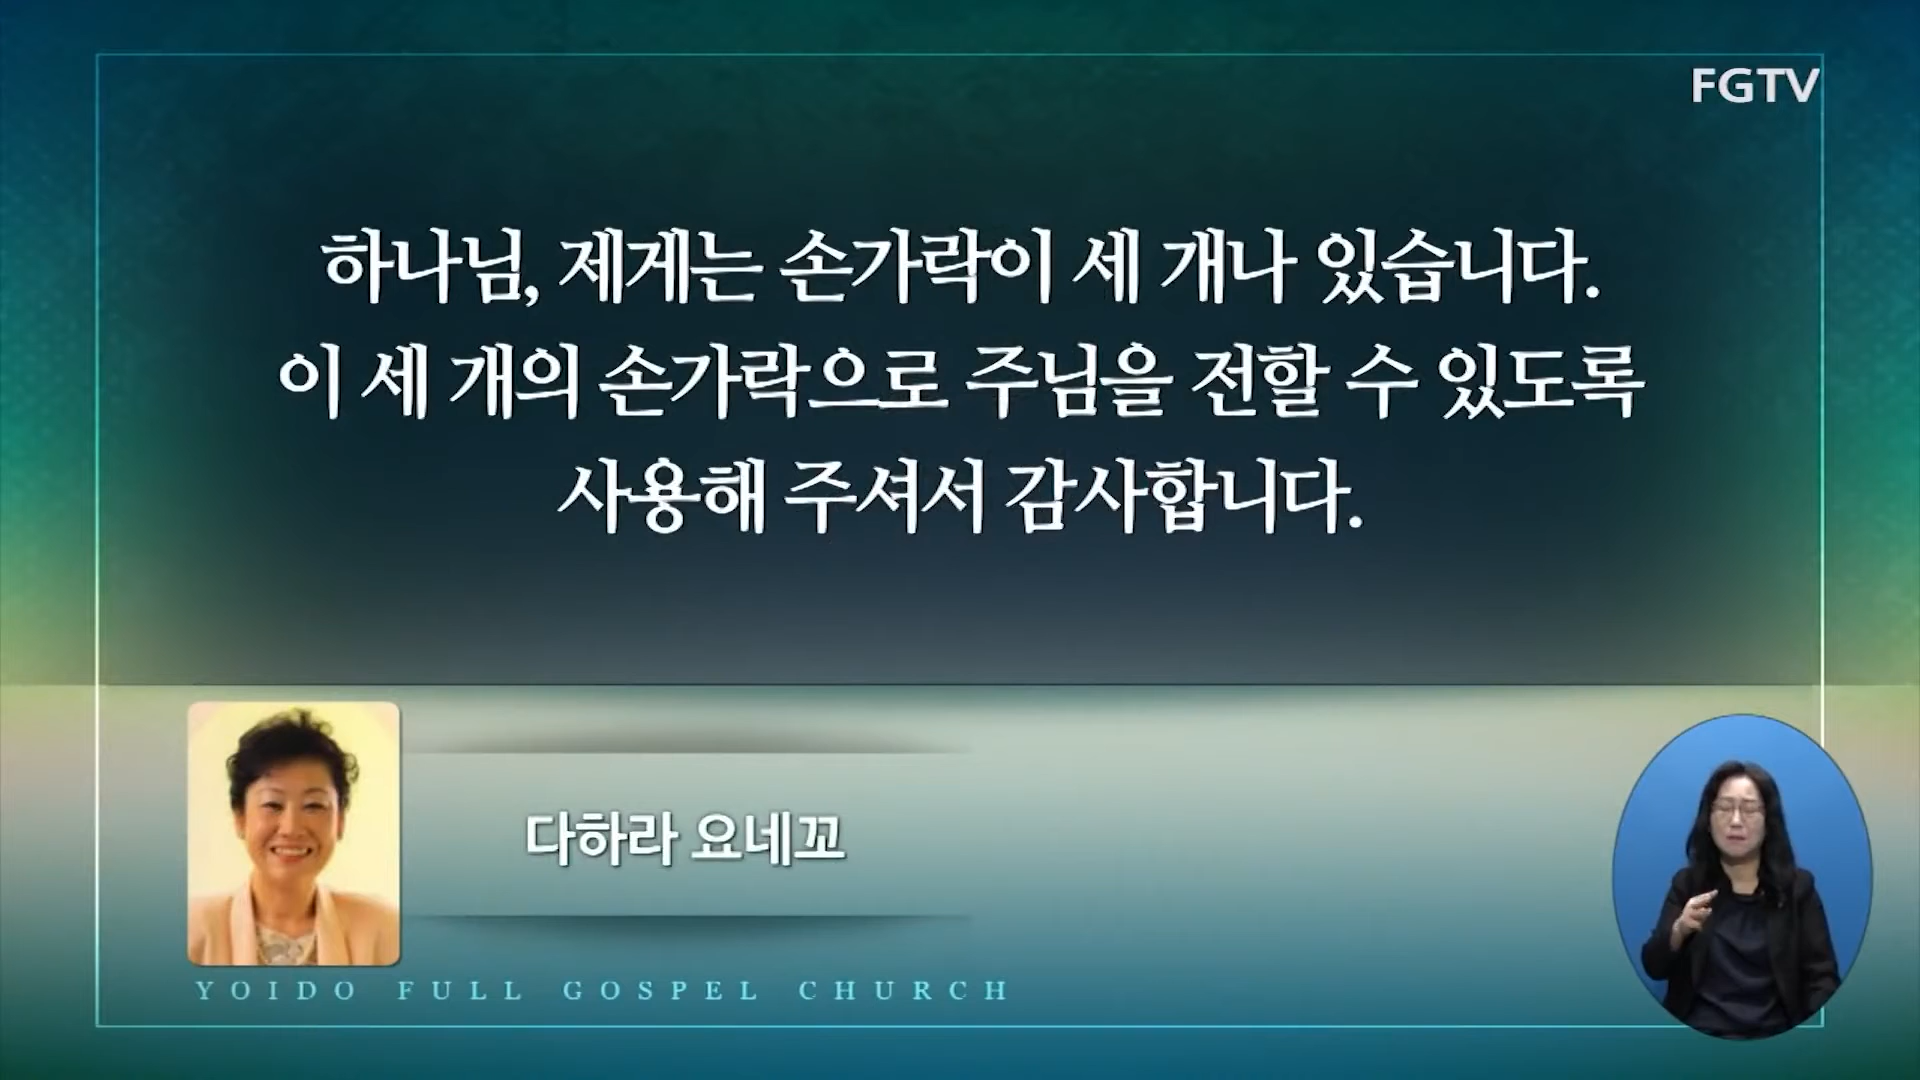 FGTV
하나님, 제게는 손가락이 세 개나 있습니다.
이 세 개의 손가락으로 주님을 전할 수 있도록
사용해 주셔서 감사합니다.
다하라 요네꼬
YOIDO FULL GOSPEL CHURCH